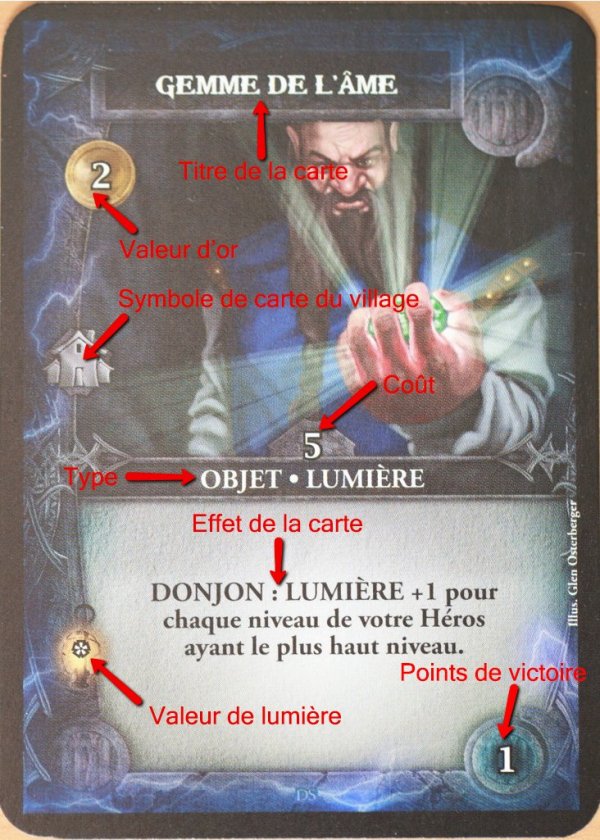 GEMME DE L'ÂME
Titre de la carte
2
Valeur d'or
Symbole de carte du village
Coût
5
Type
OBJET • LUMIÈRE
Effet de la carte
Illus. Glen Osterberger
DONJON : LUMIÈRE +1 pour
chaque niveau de votre Héros
ayant le plus haut niveau.
Points de victoire
Valeur de lumière
1
DS